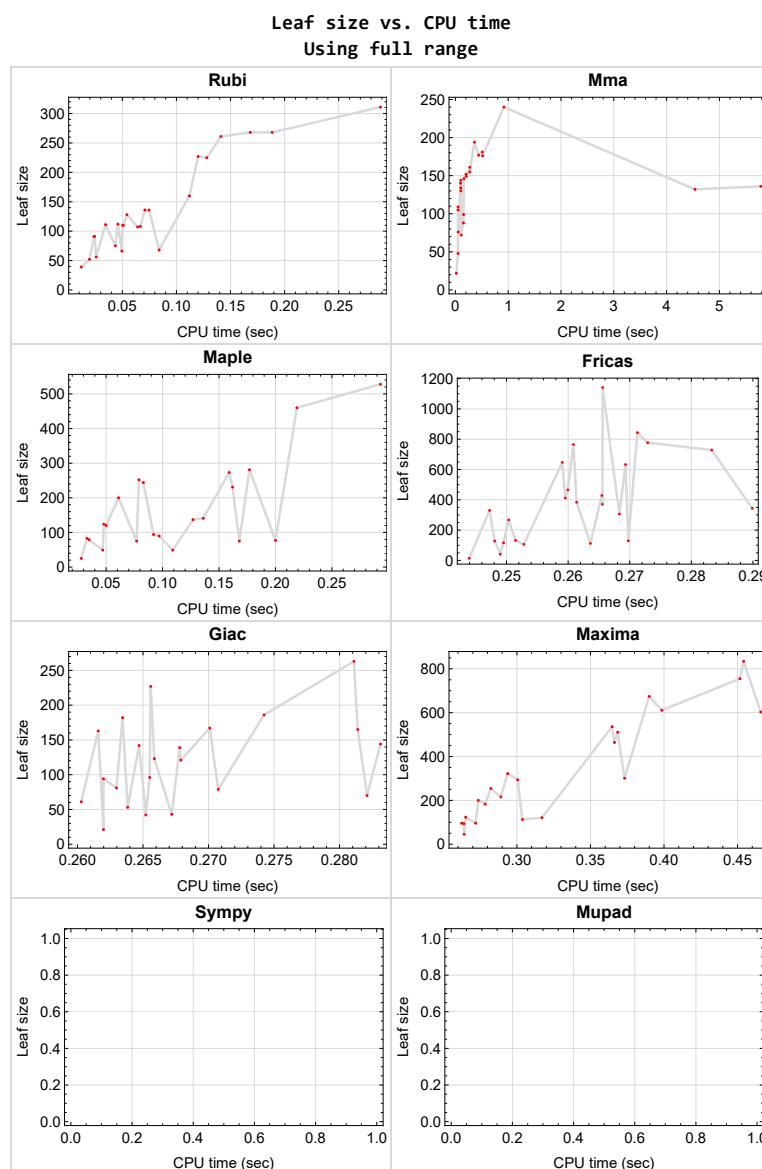 Leaf size vs. CPU time
Using full range
Rubi
Leaf size
300
250
200
150
100
50
0
0.05 0.10 0.15 0.20 0.25
CPU time (sec)
Mma
Leaf size
250
200
150
100
50
0
0 1 2 3 4 5
CPU time (sec)
Maple
Leaf size
500
400
300
200
100
0
0.05 0.10 0.15 0.20 0.25
CPU time (sec)
Fricas
Leaf size
1200
1000
800
600
400
200
0
0.25 0.26 0.27 0.28 0.29
CPU time (sec)
Giac
Leaf size
250
200
150
100
50
0
0.260 0.265 0.270 0.275 0.280
CPU time (sec)
Maxima
Leaf size
800
600
400
200
0
0.30 0.35 0.40 0.45
CPU time (sec)
Sympy
Leaf size
1.0
0.8
0.6
0.4
0.2
0.0
0.0 0.2 0.4 0.6 0.8 1.0
CPU time (sec)
Mupad
Leaf size
1.0
0.8
0.6
0.4
0.2
0.0
0.0 0.2 0.4 0.6 0.8 1.0
CPU time (sec)